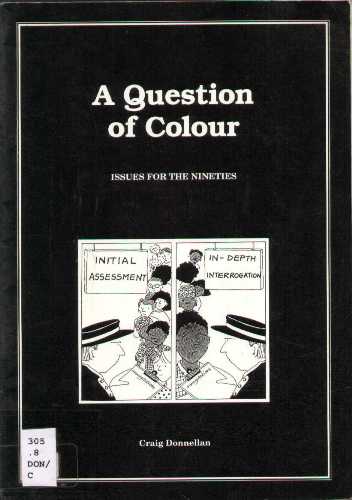 A Question
of Colour
ISSUES FOR THE NINETIES
INITIAL
ASSESSMENT
IN-DEPTH
INTERROGATION
Craig Donnellan
305
.8
DON/
C